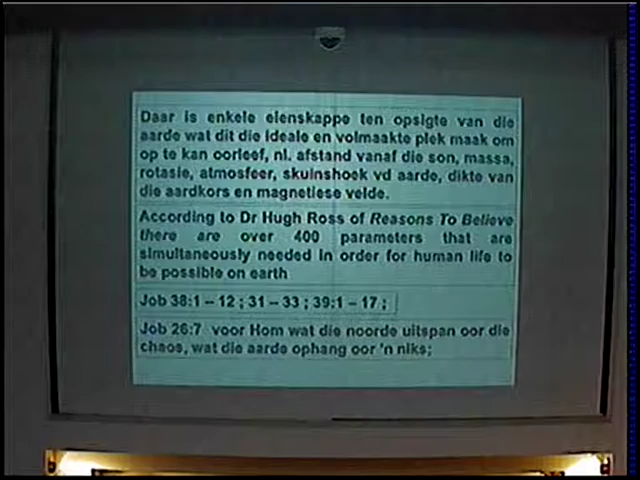 Daar is enkele eienskappe ten opsigte van die
aarde wat dit die ideale en volmaakte plek maak om
op te kan oorleef, nl. afstand vanaf die son, massa,
rotasie, atmosfeer, skuinshoek vd aarde, dikte van
die aardkors en magnetiese velde.
According to Dr Hugh Ross of Reasons To Believe
there are over 400 parameters that are
simultaneously needed in order for human life to
be possible on earth
Job 38:1 – 12 ; 31 – 33 ; 39:1 – 17 ;
Job 26:7 voor Hom wat die noorde uitspan oor die
chaos, wat die aarde ophang oor 'n niks;